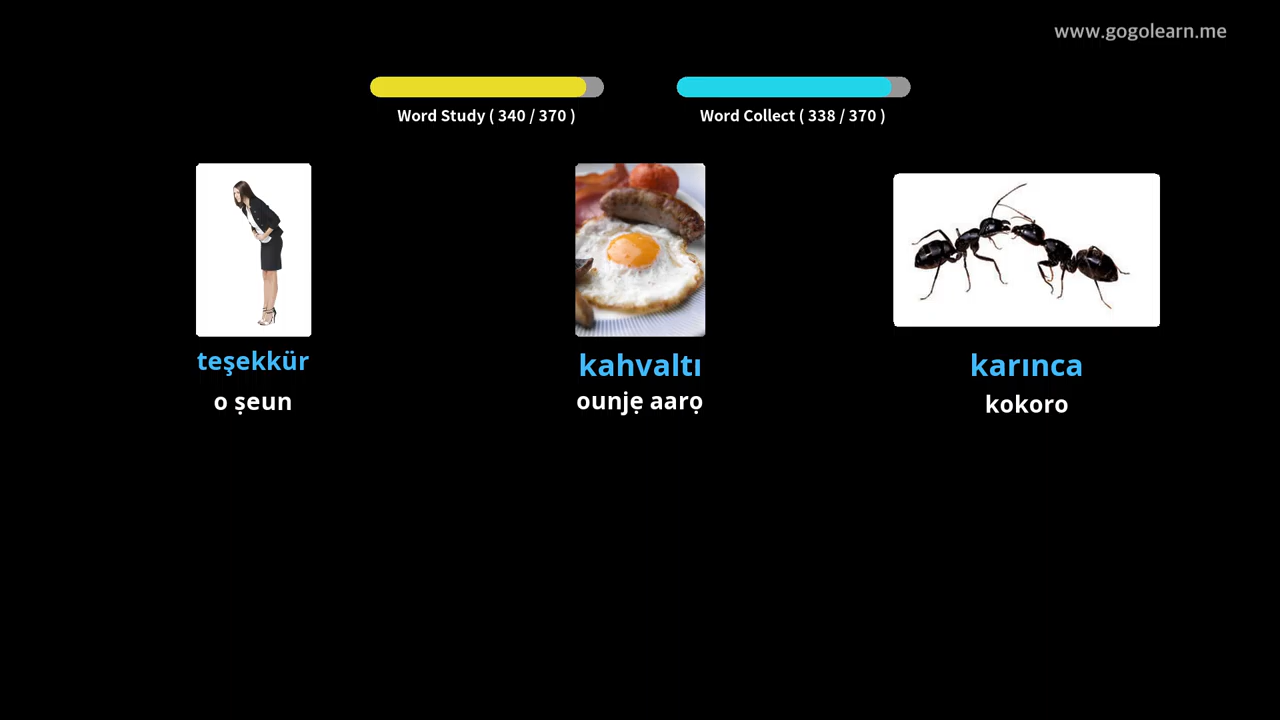 www.gogolearn.me
Word Study ( 340 / 370 )
Word Collect ( 338 / 370 )
teşekkür
o ṣeun
kahvaltı
ounjẹ aarọ
karınca
kokoro